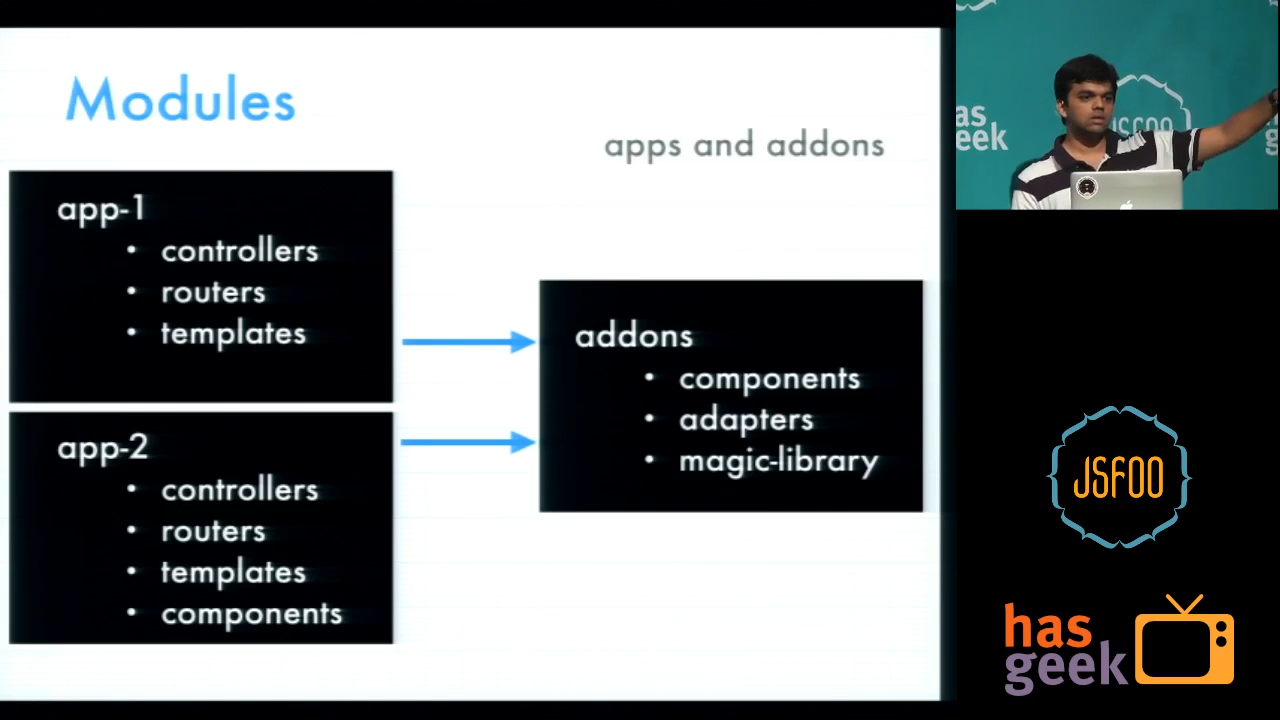 Modules
apps and addons
app-1
• controllers
• routers
• templates
app-2
• controllers
• routers
• templates
• components
addons
• components
• adapters
• magic-library
has
geek
JSFOO
JSFOO
has
geek